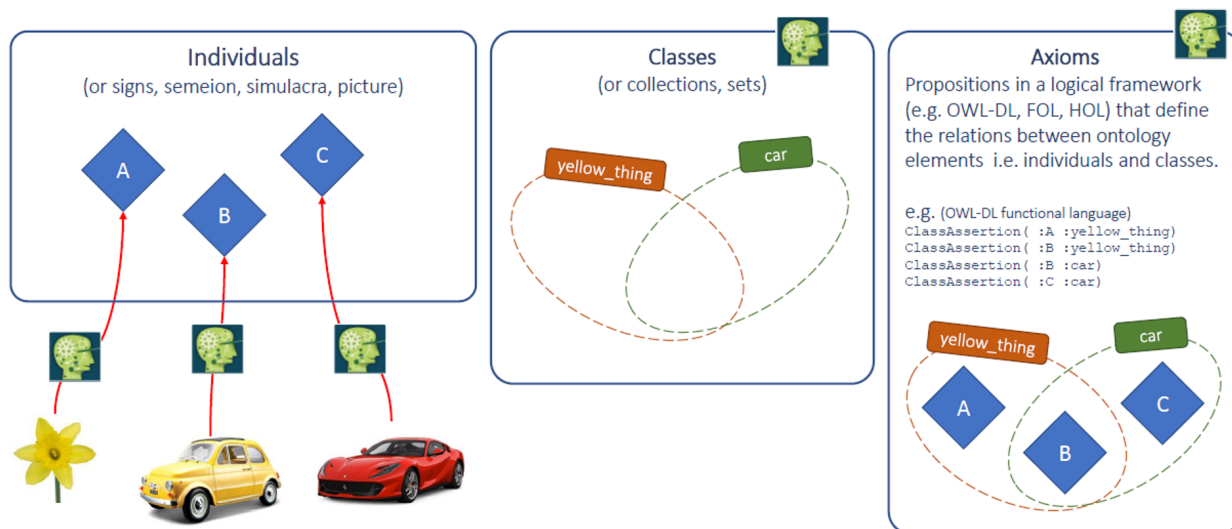 Individuals
(or signs, semeion, simulacra, picture)
A
B
C
Classes
(or collections, sets)
yellow_thing
car
Axioms
Propositions in a logical framework
(e.g. OWL-DL, FOL, HOL) that define
the relations between ontology
elements i.e. individuals and classes.
e.g. (OWL-DL functional language)
ClassAssertion( :A :yellow_thing)
ClassAssertion( :B :yellow_thing)
ClassAssertion( :B :car)
ClassAssertion( :C :car)
yellow_thing
car
A
B
C